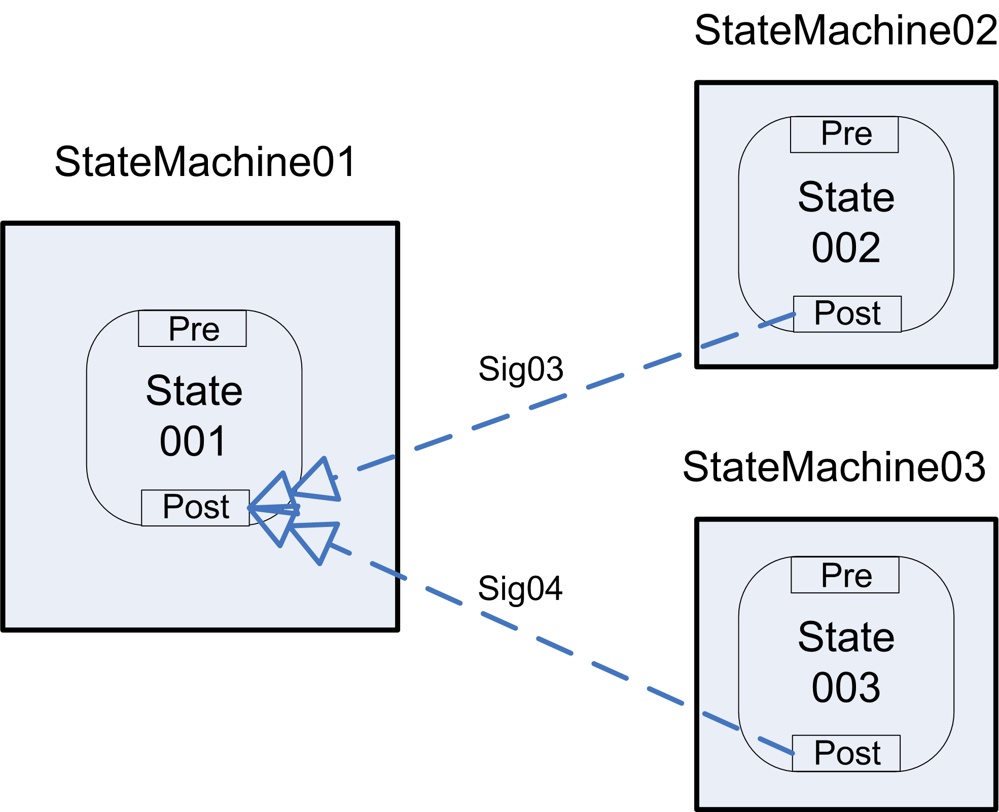 StateMachine01
Pre
State
001
Post
Sig03
Sig04
StateMachine02
Pre
State
002
Post
StateMachine03
Pre
State
003
Post